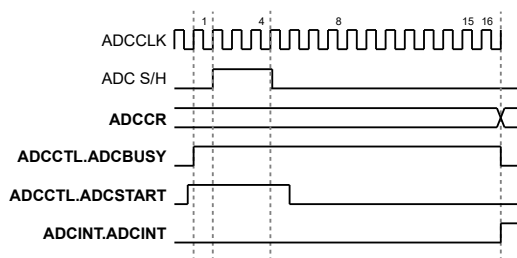 1 4 8 15 16
ADCCLK
ADC S/H
ADCCR
ADCCTL.ADCBUSY
ADCCTL.ADCSTART
ADCINT.ADCINT